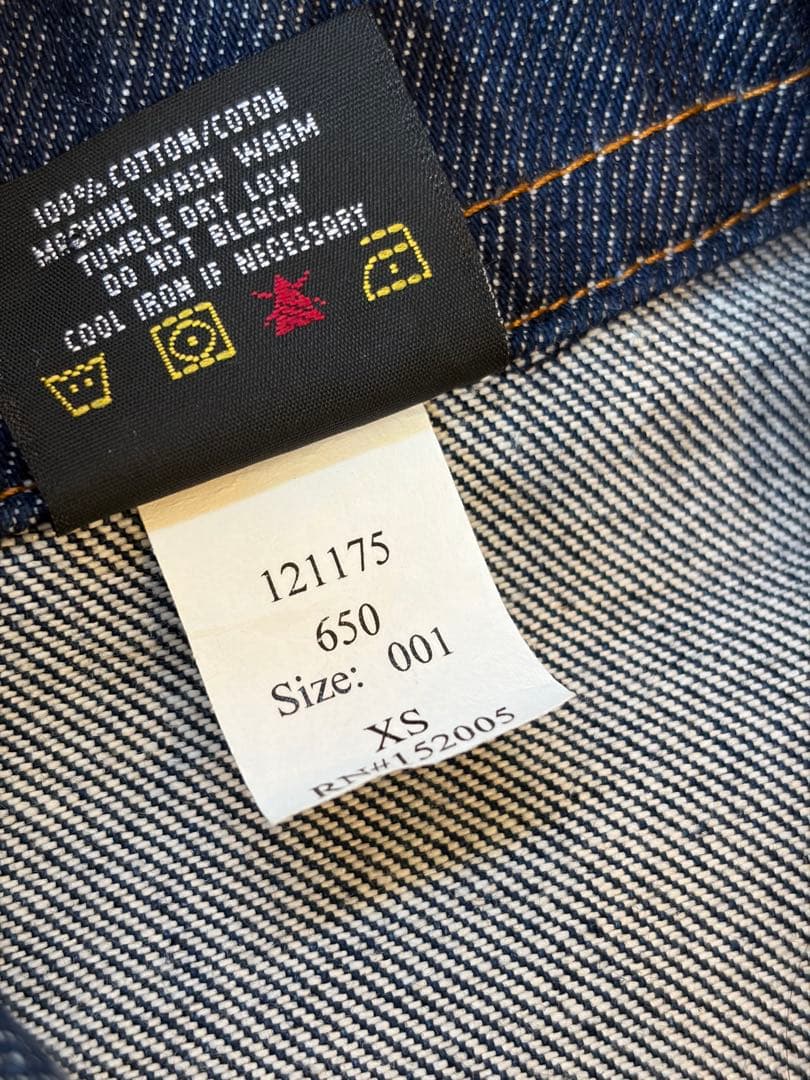 100% COTTON/COTON
MACHINE WASH WARM
TUMBLE DRY LOW
DO NOT BLEACH
COOL IRON IF NECESSARY
121175
650
Size: 001
XS
RN#152005